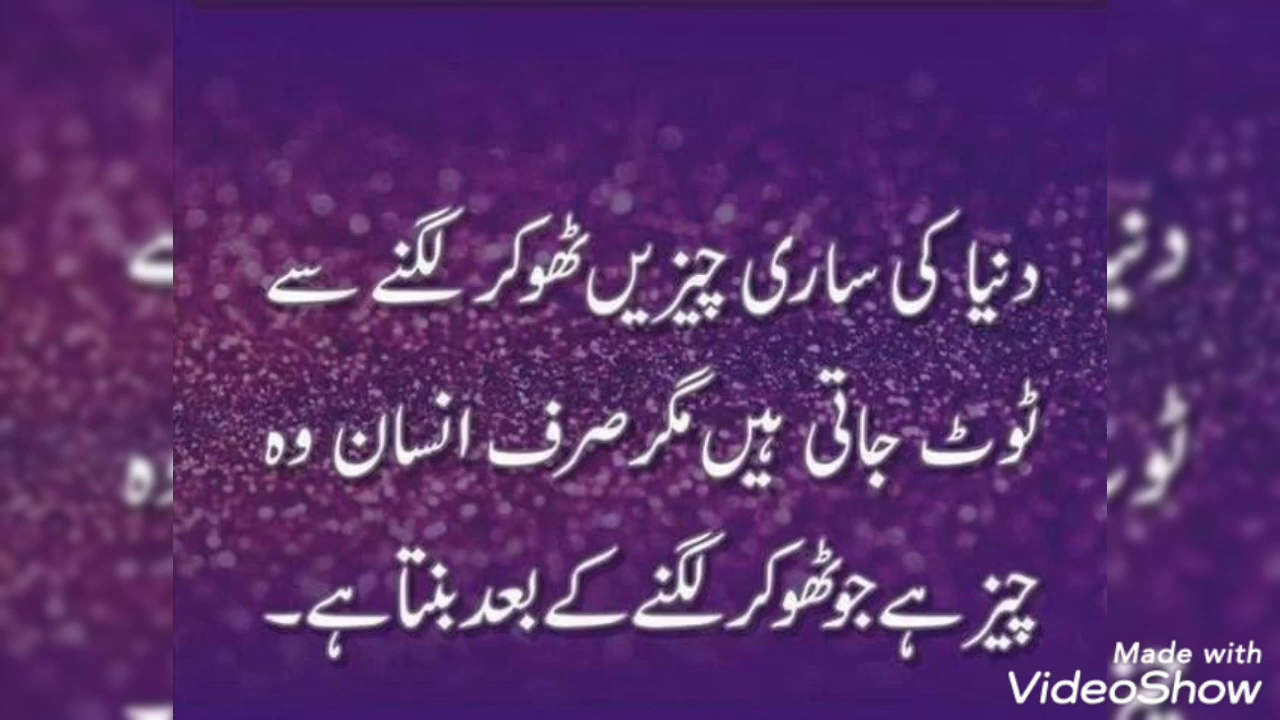 دنیا کی ساری چیزیں ٹھوکر لگنے سے
ٹوٹ جاتی ہیں مگر صرف انسان وہ
چیز ہے جو ٹھوکر لگنے کے بعد بنتا ہے۔
Made with
VideoShow